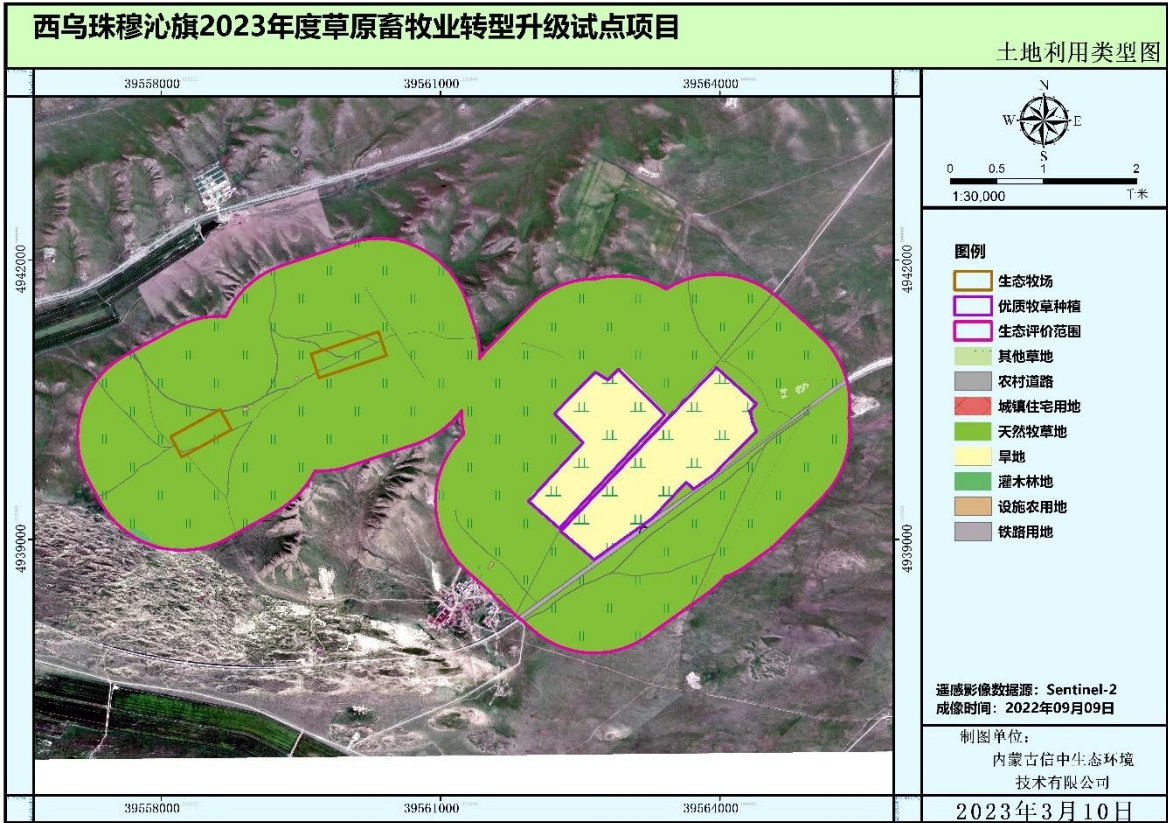 西乌珠穆沁旗2023年度草原畜牧业转型升级试点项目
土地利用类型图
39558000
39561000
39564000
N
W
E
S
0
0.5
1
2
1:30,000
千米
4942000
4942000
图例
生态牧场
优质牧草种植
生态评价范围
其他草地
农村道路
城镇住宅用地
天然牧草地
旱地
灌木林地
设施农用地
铁路用地
4939000
4939000
遥感影像数据源：Sentinel-2
成像时间：2022年09月09日
制图单位：
内蒙古信中生态环境
技术有限公司
39558000
39561000
39564000
2023年3月10日